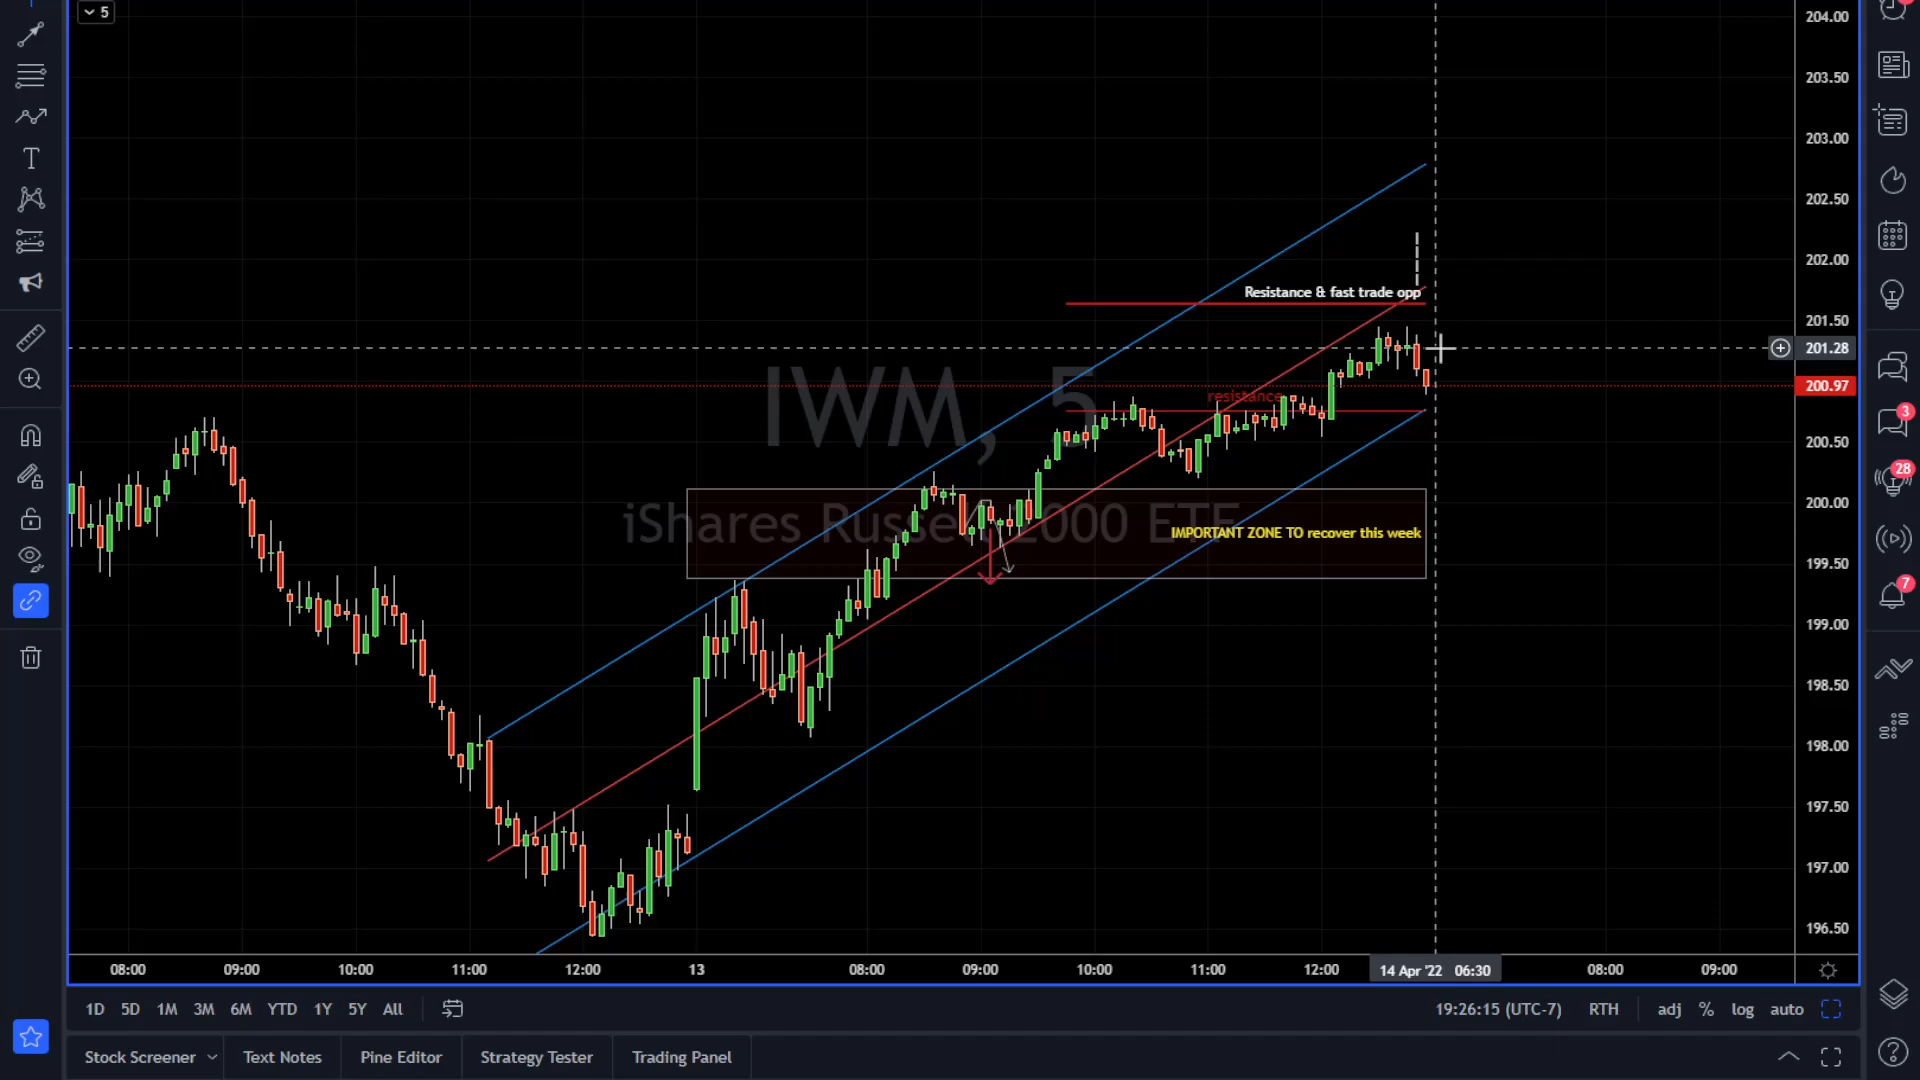 5
204.00
203.50
203.00
202.50
202.00
Resistance & fast trade opp
201.50
201.28
200.97
IWM, 5
resistance
200.50
3
28
200.00
iShares Russell 2000 ETF
IMPORTANT ZONE TO recover this week
199.50
7
199.00
198.50
198.00
197.50
197.00
196.50
08:00 09:00 10:00 11:00 12:00 13 08:00 09:00 10:00 11:00 12:00 14 Apr '22 06:30 08:00 09:00
1D 5D 1M 3M 6M YTD 1Y 5Y All 19:26:15 (UTC-7) RTH adj % log auto
Stock Screener Text Notes Pine Editor Strategy Tester Trading Panel